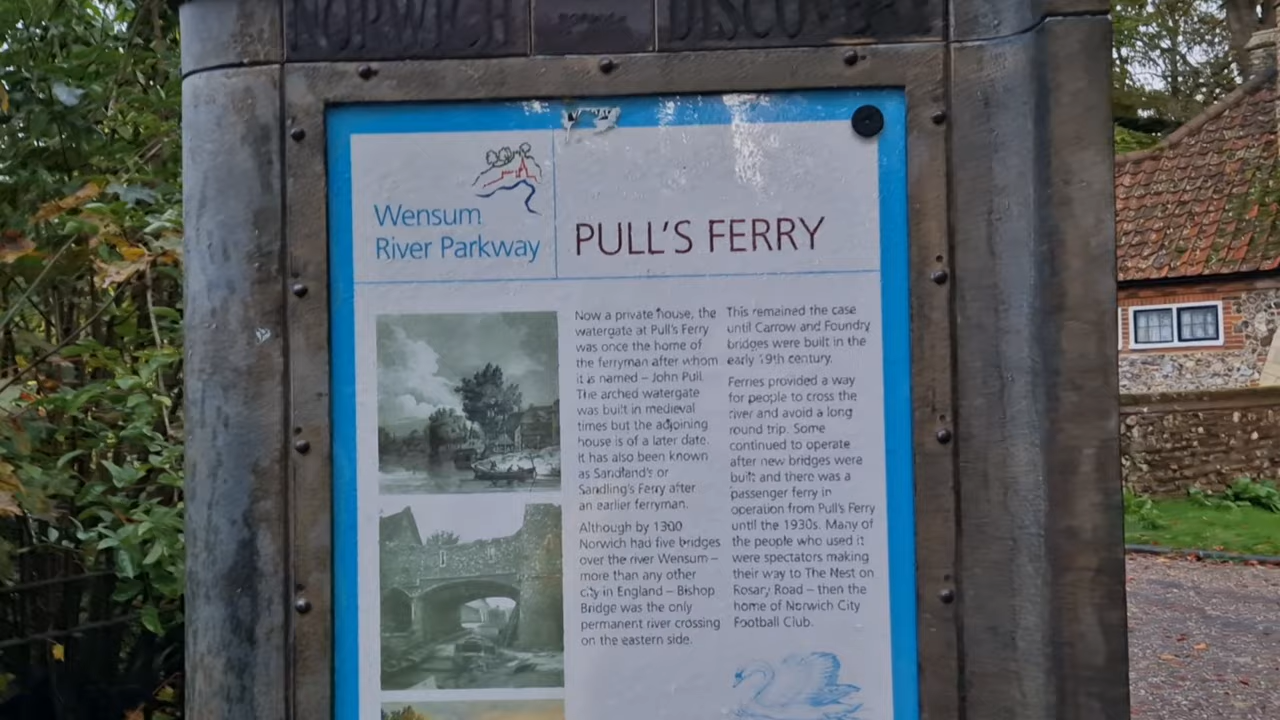 NORWICH
NORWICH
DISCOVERY
Wensum
River Parkway
PULL'S FERRY
Now a private house, the
watergate at Pull's Ferry
was once the home of
the ferryman after whom
it is named – John Pull.
The arched watergate
was built in medieval
times but the adjoining
house is of a later date.
It has also been known
as Sandland's or
Sandling's Ferry after
an earlier ferryman.
Although by 1300
Norwich had five bridges
over the river Wensum –
more than any other
city in England – Bishop
Bridge was the only
permanent river crossing
on the eastern side.
This remained the case
until Carrow and Foundry
bridges were built in the
early 19th century.
Ferries provided a way
for people to cross the
river and avoid a long
round trip. Some
continued to operate
after new bridges were
built and there was a
passenger ferry in
operation from Pull's Ferry
until the 1930s. Many of
the people who used it
were spectators making
their way to The Nest on
Rosary Road – then the
home of Norwich City
Football Club.